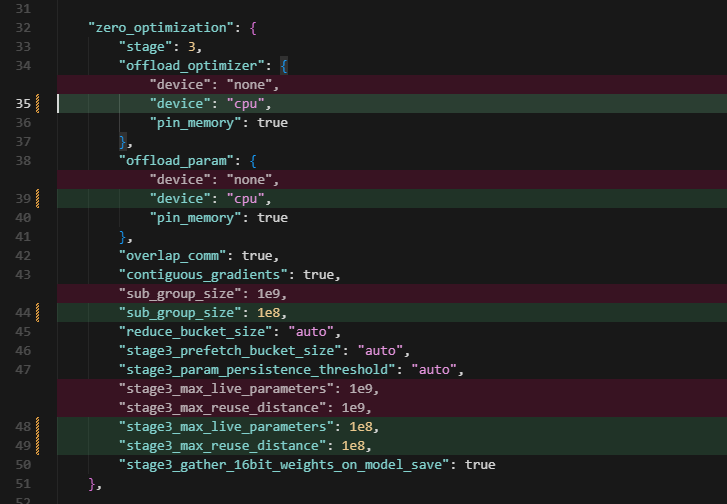 31
32 "zero_optimization": {
33 "stage": 3,
34 "offload_optimizer": {
"device": "none",
35 "device": "cpu",
36 "pin_memory": true
37 },
38 "offload_param": {
"device": "none",
39 "device": "cpu",
40 "pin_memory": true
41 },
42 "overlap_comm": true,
43 "contiguous_gradients": true,
"sub_group_size": 1e9,
44 "sub_group_size": 1e8,
45 "reduce_bucket_size": "auto",
46 "stage3_prefetch_bucket_size": "auto",
47 "stage3_param_persistence_threshold": "auto",
"stage3_max_live_parameters": 1e9,
"stage3_max_reuse_distance": 1e9,
48 "stage3_max_live_parameters": 1e8,
49 "stage3_max_reuse_distance": 1e8,
50 "stage3_gather_16bit_weights_on_model_save": true
51 },
52